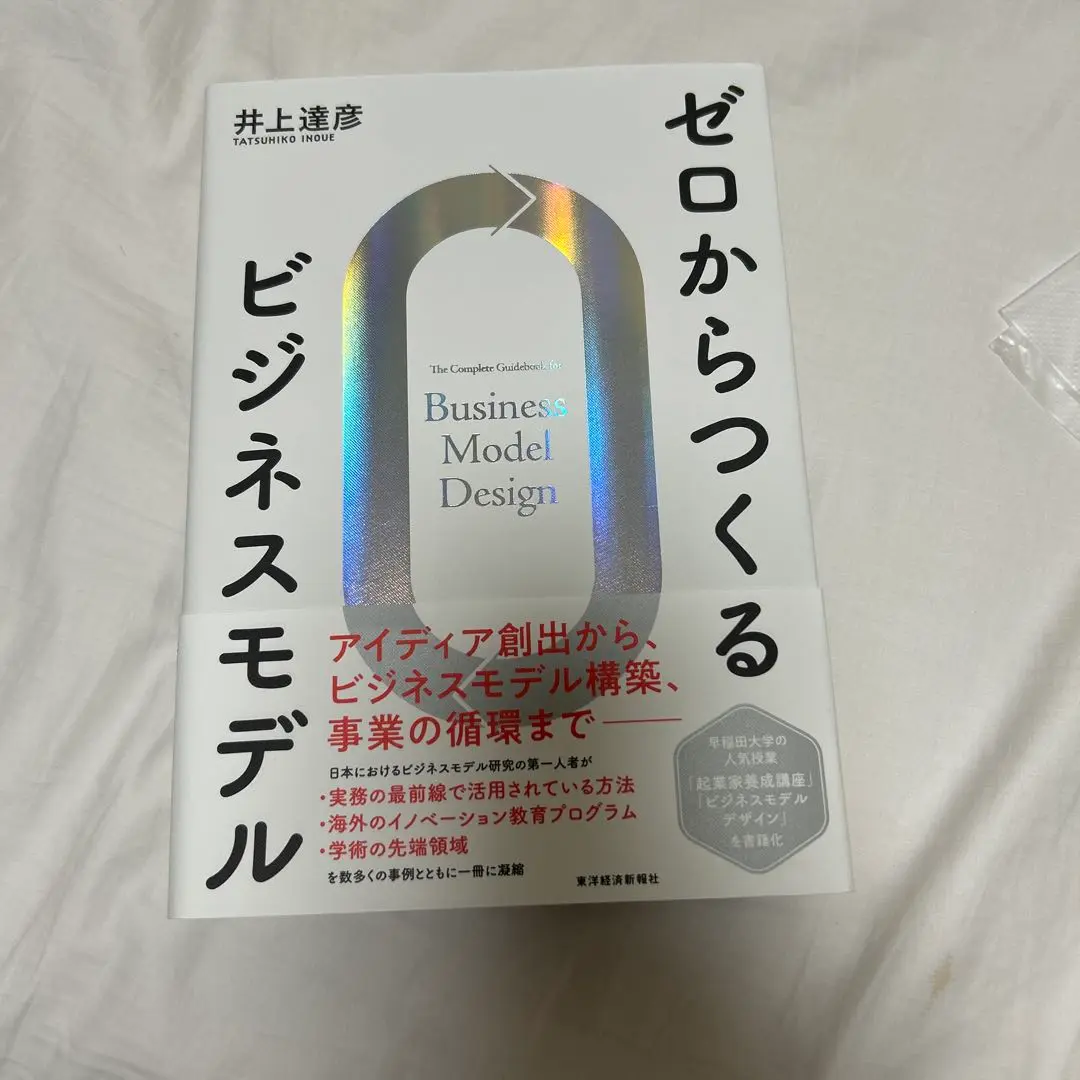 井上達彦
TATSUHIKO INOUE
ゼロからつくる
ビジネスモデル
The Complete Guidebook for
Business
Model
Design
アイディア創出から、
ビジネスモデル構築、
事業の循環まで――
日本におけるビジネスモデル研究の第一人者が
・実務の最前線で活用されている方法
・海外のイノベーション教育プログラム
・学術の先端領域
を数多くの事例とともに一冊に凝縮
東洋経済新報社
早稲田大学の
人気授業
「起業家養成講座」
「ビジネスモデル
デザイン」
を書籍化